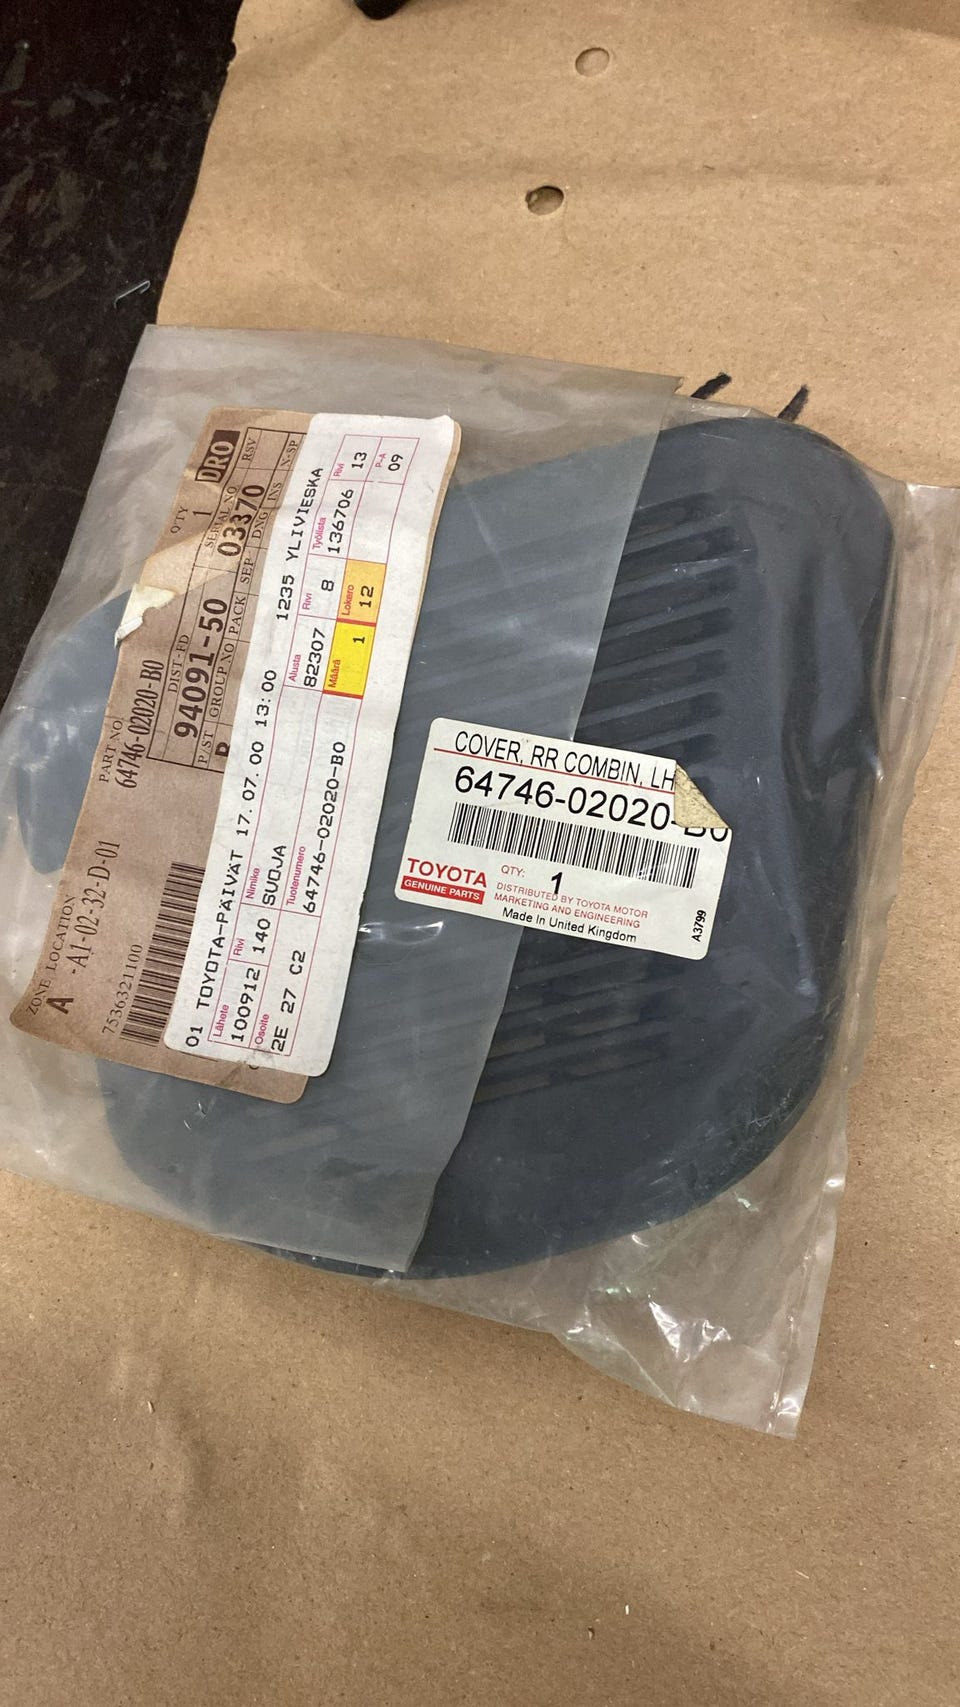 COVER, RR COMBIN, LH
64746-02020-B0
TOYOTA
GENUINE PARTS
QTY: 1
DISTRIBUTED BY TOYOTA MOTOR
MARKETING AND ENGINEERING
Made In United Kingdom
A3799
01 TOYOTA-PÄIVÄT 17.07.00 13:00 1235 YLIVIESKA
Lähete Rivi Nimike Alusta Rivi Työlista Rivi
100912 140 SUOJA 82307 8 136706 13
Osoite Tuotenumero Määrä Lokero P-A
2E 27 C2 64746-02020-B0 1 12 09
ZONE LOCATION PART NO. Q'TY
A -A1-02-32-D-01 64746-02020-B0 1 DRO
DIST-FD SERIAL NO RSV
94091-50 03370
P/ST GROUP NO PACK SEP DNG INS X-SP
7536321100